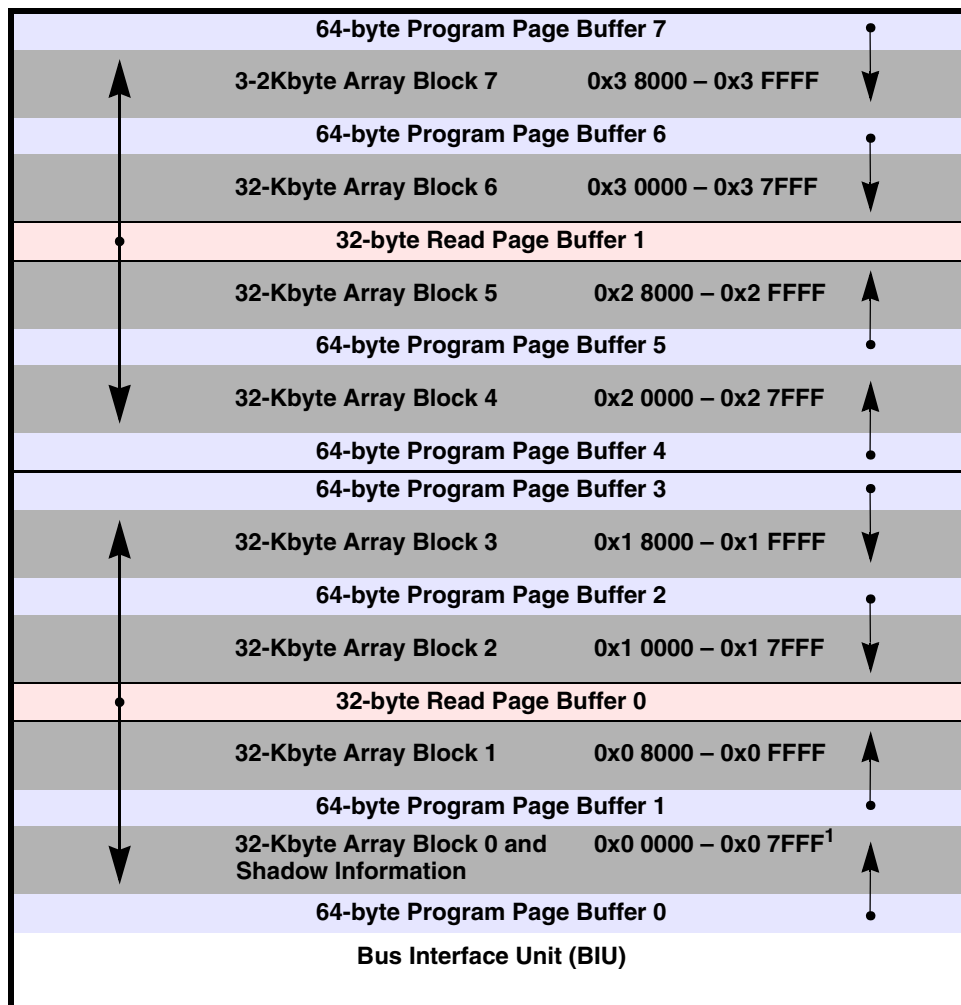 64-byte Program Page Buffer 7
3-2Kbyte Array Block 7 0x3 8000 – 0x3 FFFF
64-byte Program Page Buffer 6
32-Kbyte Array Block 6 0x3 0000 – 0x3 7FFF
32-byte Read Page Buffer 1
32-Kbyte Array Block 5 0x2 8000 – 0x2 FFFF
64-byte Program Page Buffer 5
32-Kbyte Array Block 4 0x2 0000 – 0x2 7FFF
64-byte Program Page Buffer 4
64-byte Program Page Buffer 3
32-Kbyte Array Block 3 0x1 8000 – 0x1 FFFF
64-byte Program Page Buffer 2
32-Kbyte Array Block 2 0x1 0000 – 0x1 7FFF
32-byte Read Page Buffer 0
32-Kbyte Array Block 1 0x0 8000 – 0x0 FFFF
64-byte Program Page Buffer 1
32-Kbyte Array Block 0 and 0x0 0000 – 0x0 7FFF1
Shadow Information
64-byte Program Page Buffer 0
Bus Interface Unit (BIU)